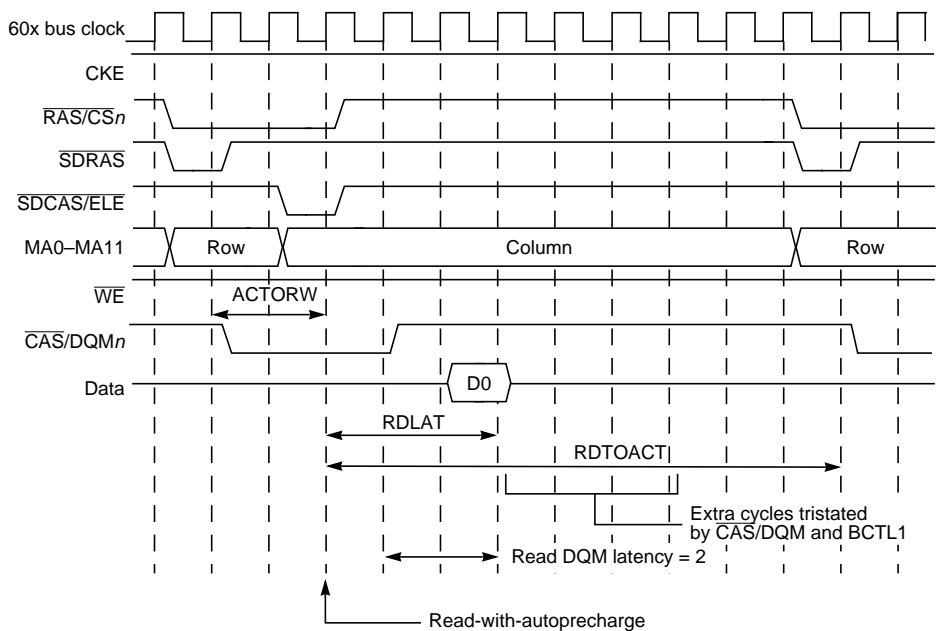 60x bus clock
CKE
RAS/CSn
SDRAS
SDCAS/ELE
MA0–MA11
Row
Column
Row
WE
ACTORW
CAS/DQMn
Data
D0
RDLAT
RDTOACT
Extra cycles tristated
by CAS/DQM and BCTL1
Read DQM latency = 2
Read-with-autoprecharge